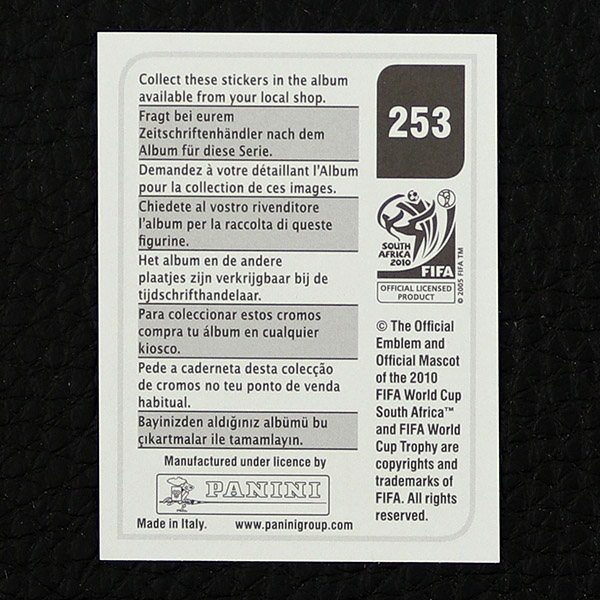 Collect these stickers in the album
available from your local shop.
Fragt bei eurem
Zeitschriftenhändler nach dem
Album für diese Serie.
Demandez à votre détaillant l'Album
pour la collection de ces images.
Chiedete al vostro rivenditore
l'album per la raccolta di queste
figurine.
Het album en de andere
plaatjes zijn verkrijgbaar bij de
tijdschrifthandelaar.
Para coleccionar estos cromos
compra tu álbum en cualquier
kiosco.
Pede a caderneta desta colecção
de cromos no teu ponto de venda
habitual.
Bayinizden aldığınız albümü bu
çıkartmalar ile tamamlayın.
Manufactured under licence by
PANINI
Made in Italy. www.paninigroup.com
253
SOUTH
AFRICA
2010
FIFA
OFFICIAL LICENSED
PRODUCT
© 2005 FIFA TM
© The Official
Emblem and
Official Mascot
of the 2010
FIFA World Cup
South Africa™
and FIFA World
Cup Trophy are
copyrights and
trademarks of
FIFA. All rights
reserved.